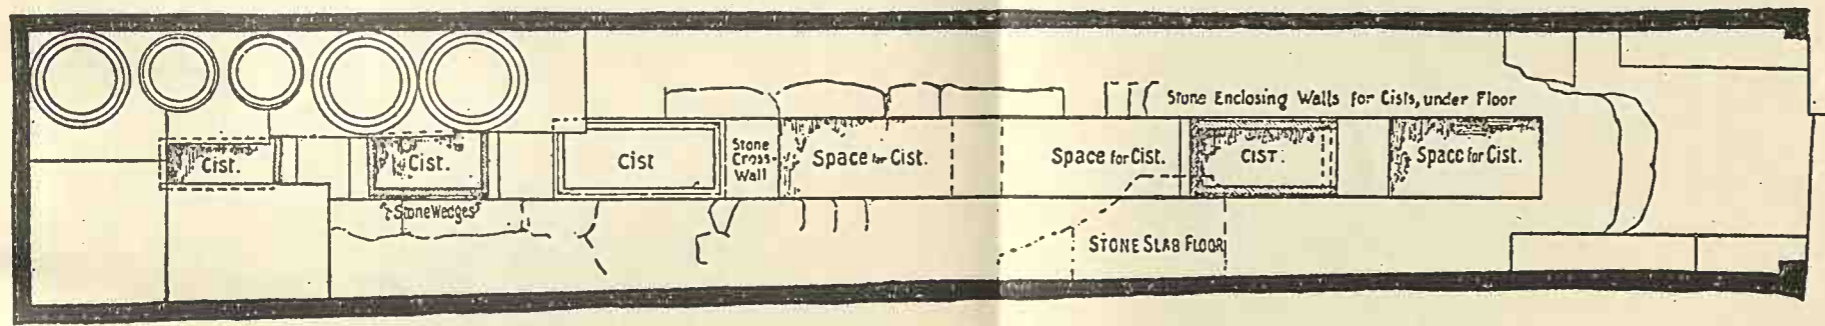 Stone Enclosing Walls for Cists, under Floor
Cist.
Cist.
Cist
Stone
Cross-
Wall
Space for Cist.
Space for Cist.
CIST.
Space for Cist.
Stone Wedges
STONE SLAB FLOOR